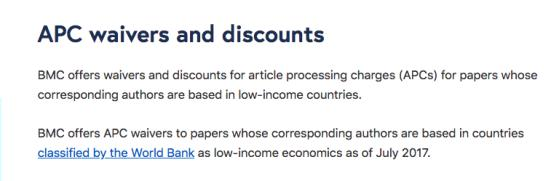 APC waivers and discounts
BMC offers waivers and discounts for article processing charges (APCs) for papers whose
corresponding authors are based in low-income countries.
BMC offers APC waivers to papers whose corresponding authors are based in countries
classified by the World Bank as low-income economics as of July 2017.